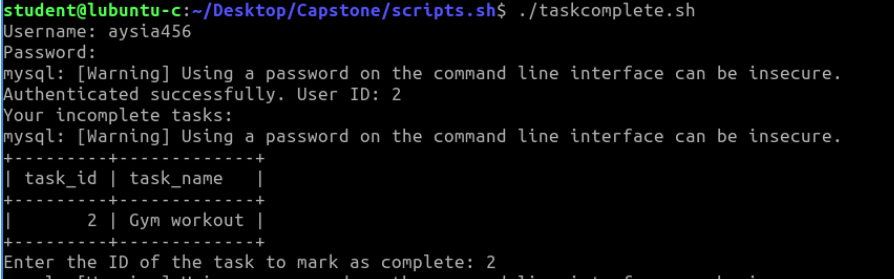 student@lubuntu-c:~/Desktop/Capstone/scripts.sh$ ./taskcomplete.sh
Username: aysia456
Password:
mysql: [Warning] Using a password on the command line interface can be insecure.
Authenticated successfully. User ID: 2
Your incomplete tasks:
mysql: [Warning] Using a password on the command line interface can be insecure.
+---------+-------------+
| task_id | task_name   |
+---------+-------------+
|       2 | Gym workout |
+---------+-------------+
Enter the ID of the task to mark as complete: 2